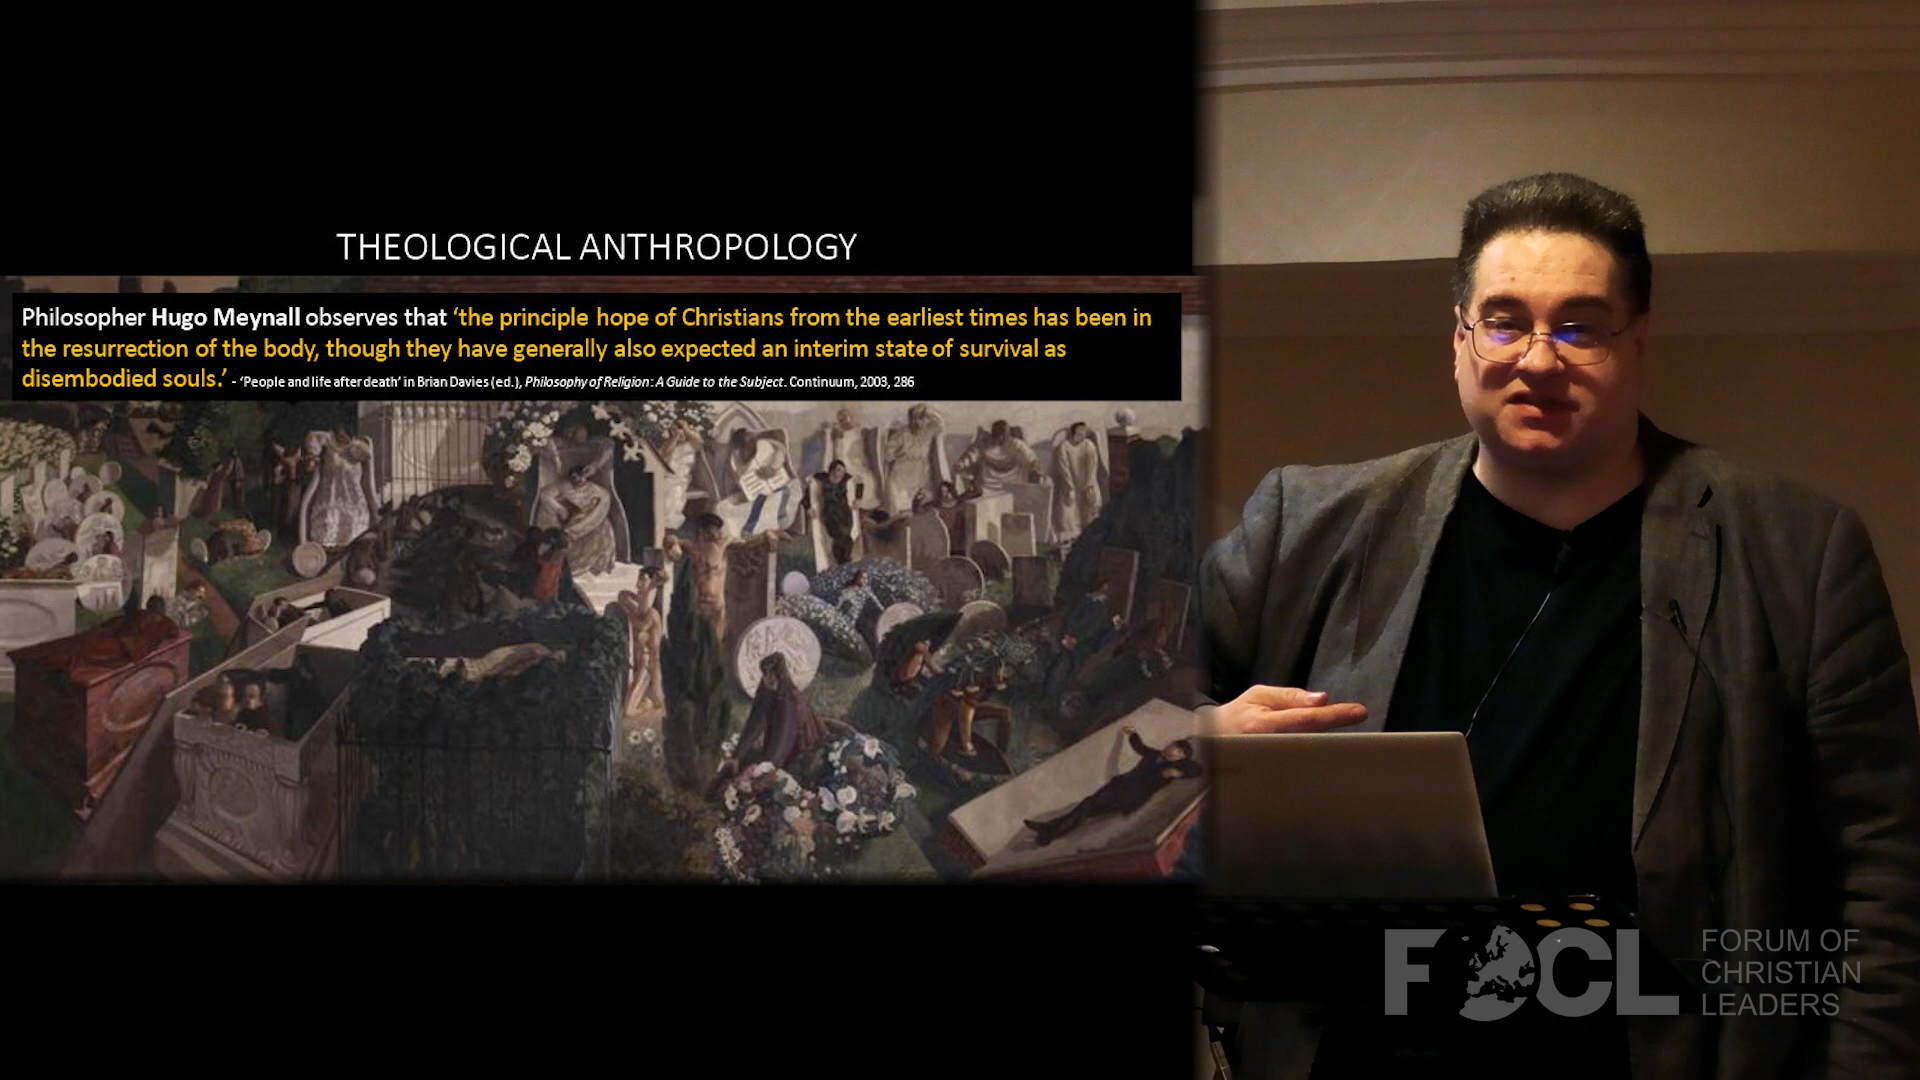 THEOLOGICAL ANTHROPOLOGY
Philosopher Hugo Meynall observes that ‘the principle hope of Christians from the earliest times has been in
the resurrection of the body, though they have generally also expected an interim state of survival as
disembodied souls.’ - ‘People and life after death’ in Brian Davies (ed.), Philosophy of Religion: A Guide to the Subject. Continuum, 2003, 286
FOCL
FORUM OF
CHRISTIAN
LEADERS